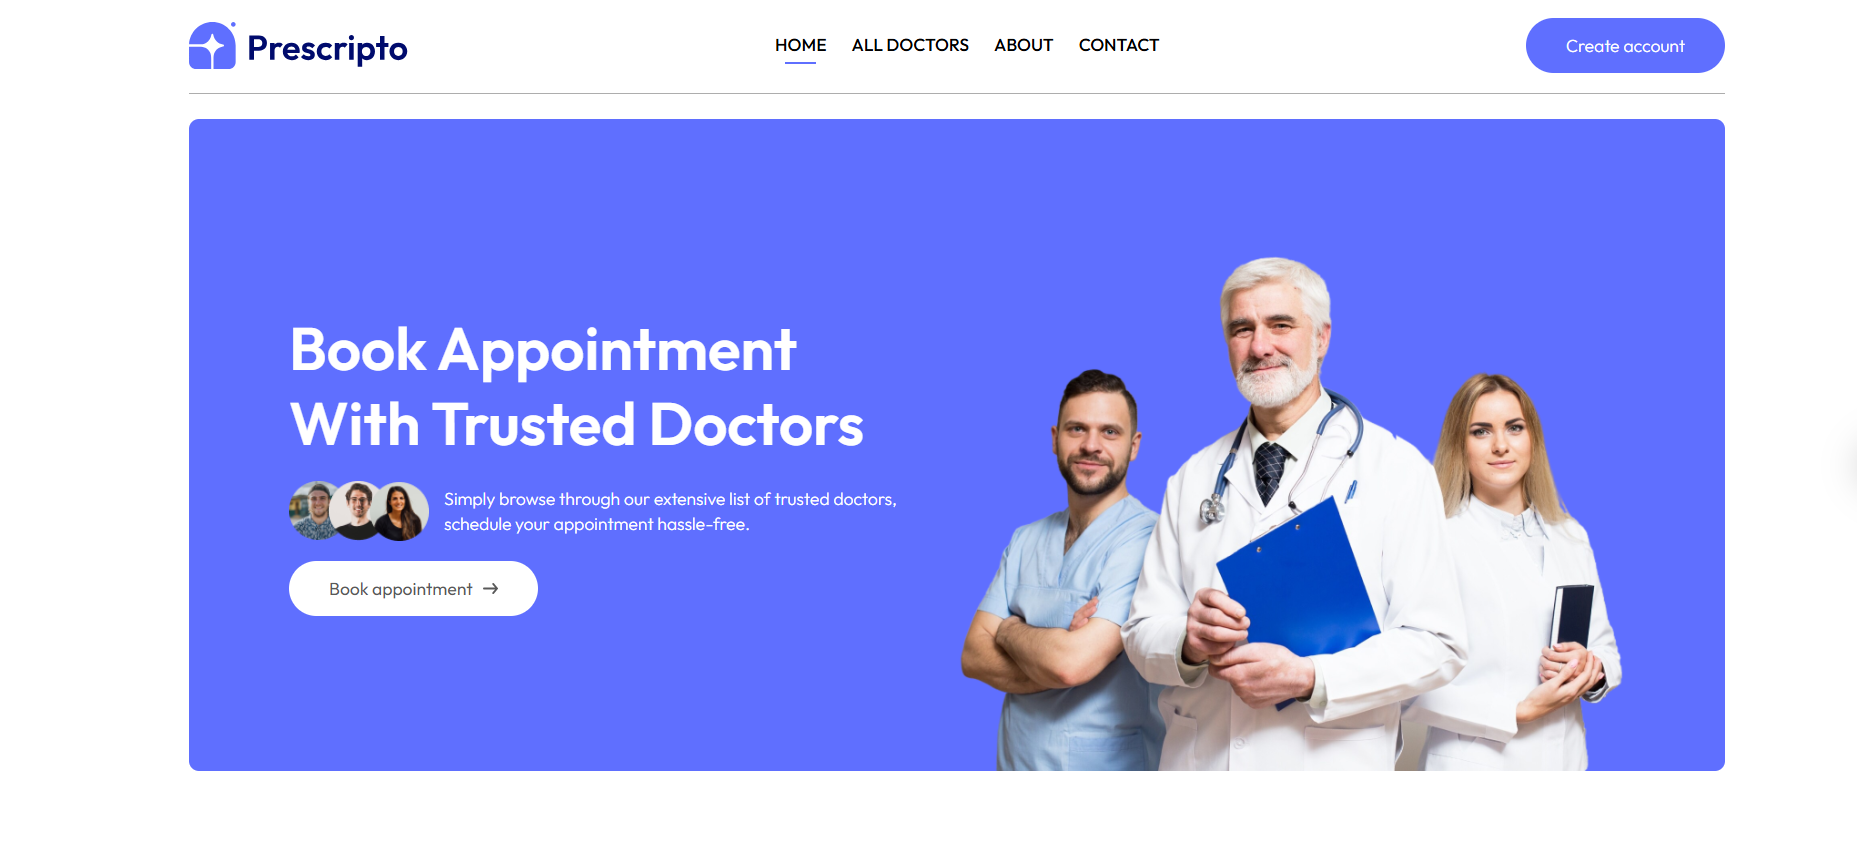 Prescripto
HOME
ALL DOCTORS
ABOUT
CONTACT
Create account
Book Appointment
With Trusted Doctors
Simply browse through our extensive list of trusted doctors,
schedule your appointment hassle-free.
Book appointment →